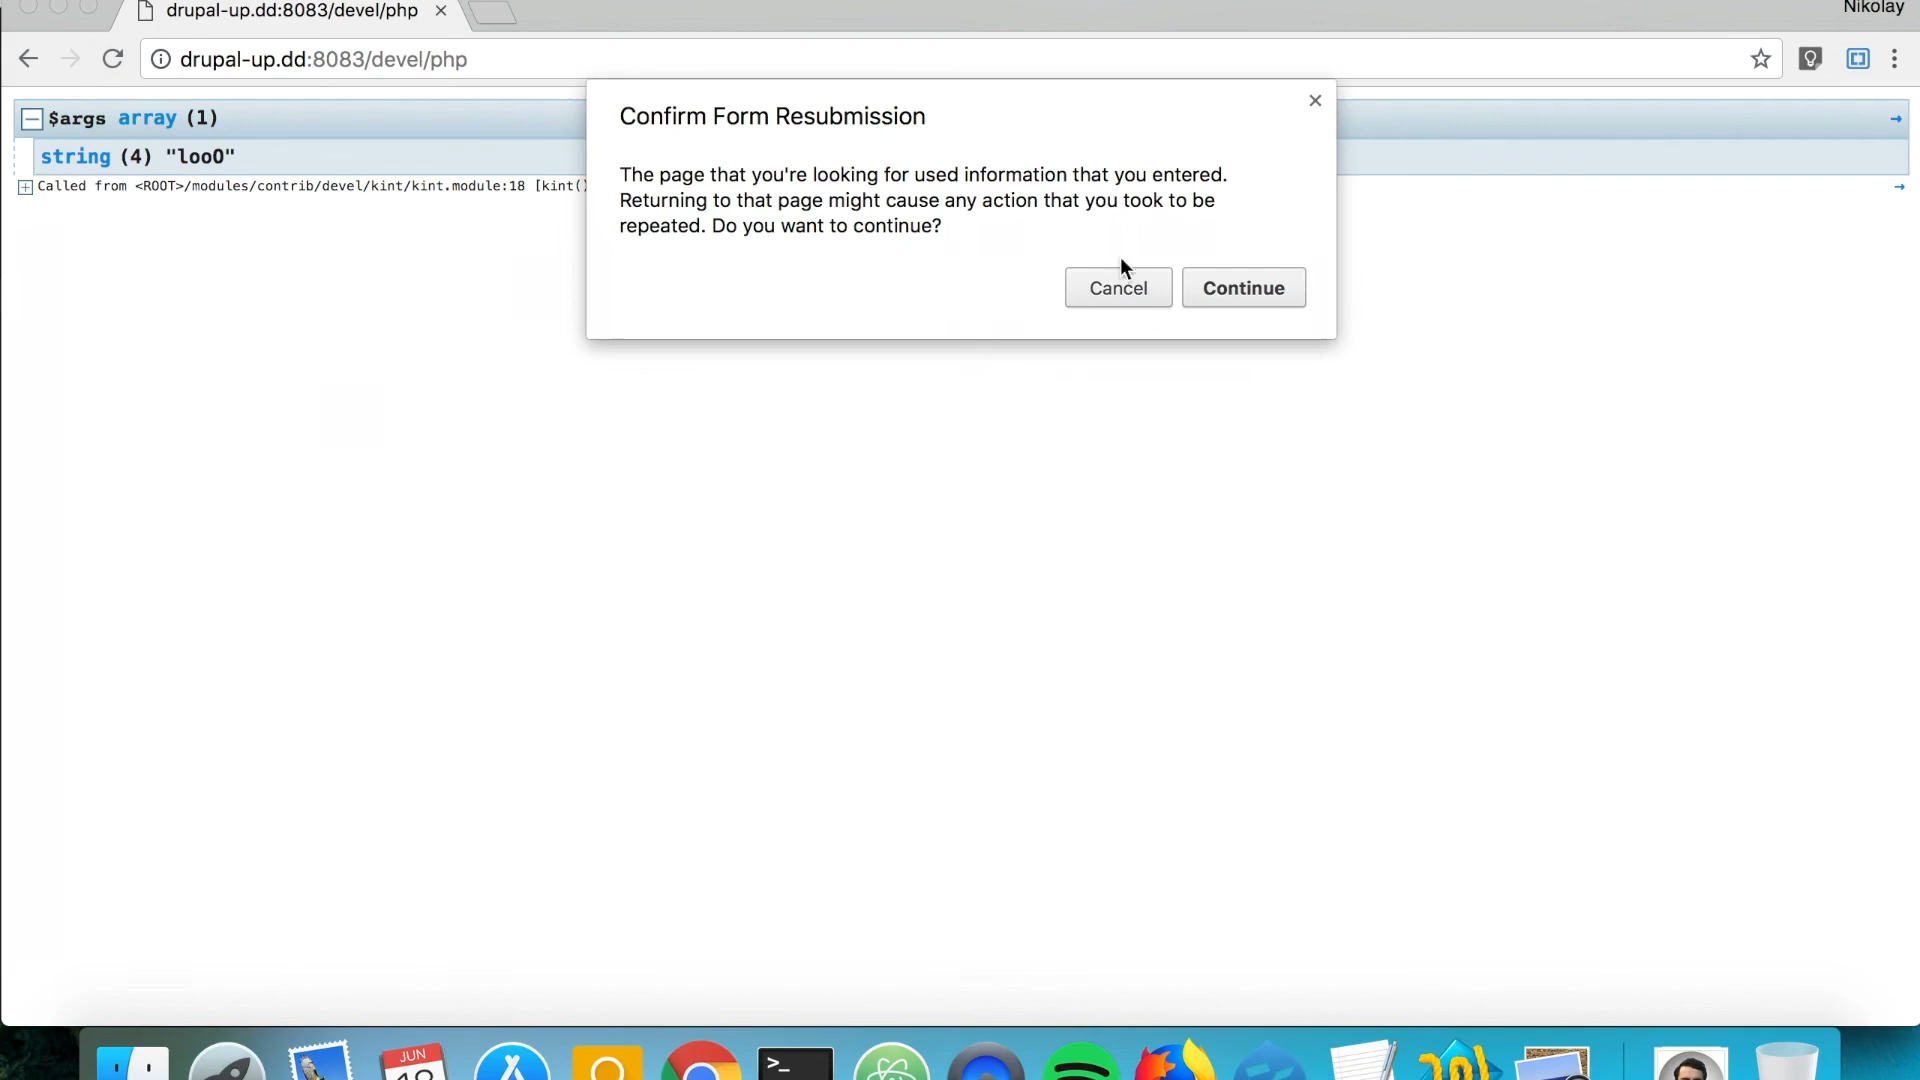 drupal-up.dd:8083/devel/php
Nikolay
drupal-up.dd:8083/devel/php
$args array (1)
string (4) "looO"
Called from <ROOT>/modules/contrib/devel/kint/kint.module:18 [kint()
Confirm Form Resubmission
The page that you're looking for used information that you entered.
Returning to that page might cause any action that you took to be
repeated. Do you want to continue?
Cancel
Continue
JUN